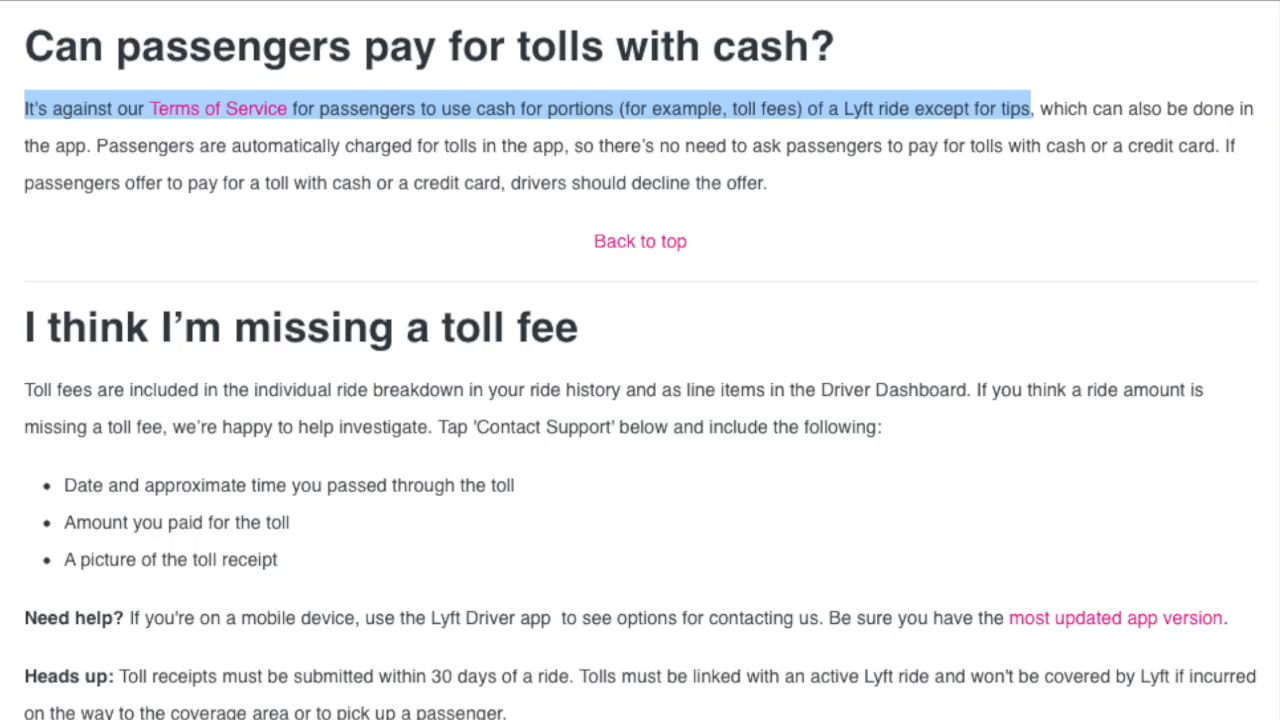 Can passengers pay for tolls with cash?
It's against our Terms of Service for passengers to use cash for portions (for example, toll fees) of a Lyft ride except for tips, which can also be done in
the app. Passengers are automatically charged for tolls in the app, so there’s no need to ask passengers to pay for tolls with cash or a credit card. If
passengers offer to pay for a toll with cash or a credit card, drivers should decline the offer.
Back to top
I think I’m missing a toll fee
Toll fees are included in the individual ride breakdown in your ride history and as line items in the Driver Dashboard. If you think a ride amount is
missing a toll fee, we’re happy to help investigate. Tap 'Contact Support' below and include the following:
• Date and approximate time you passed through the toll
• Amount you paid for the toll
• A picture of the toll receipt
Need help? If you're on a mobile device, use the Lyft Driver app to see options for contacting us. Be sure you have the most updated app version.
Heads up: Toll receipts must be submitted within 30 days of a ride. Tolls must be linked with an active Lyft ride and won't be covered by Lyft if incurred
on the way to the coverage area or to pick up a passenger.